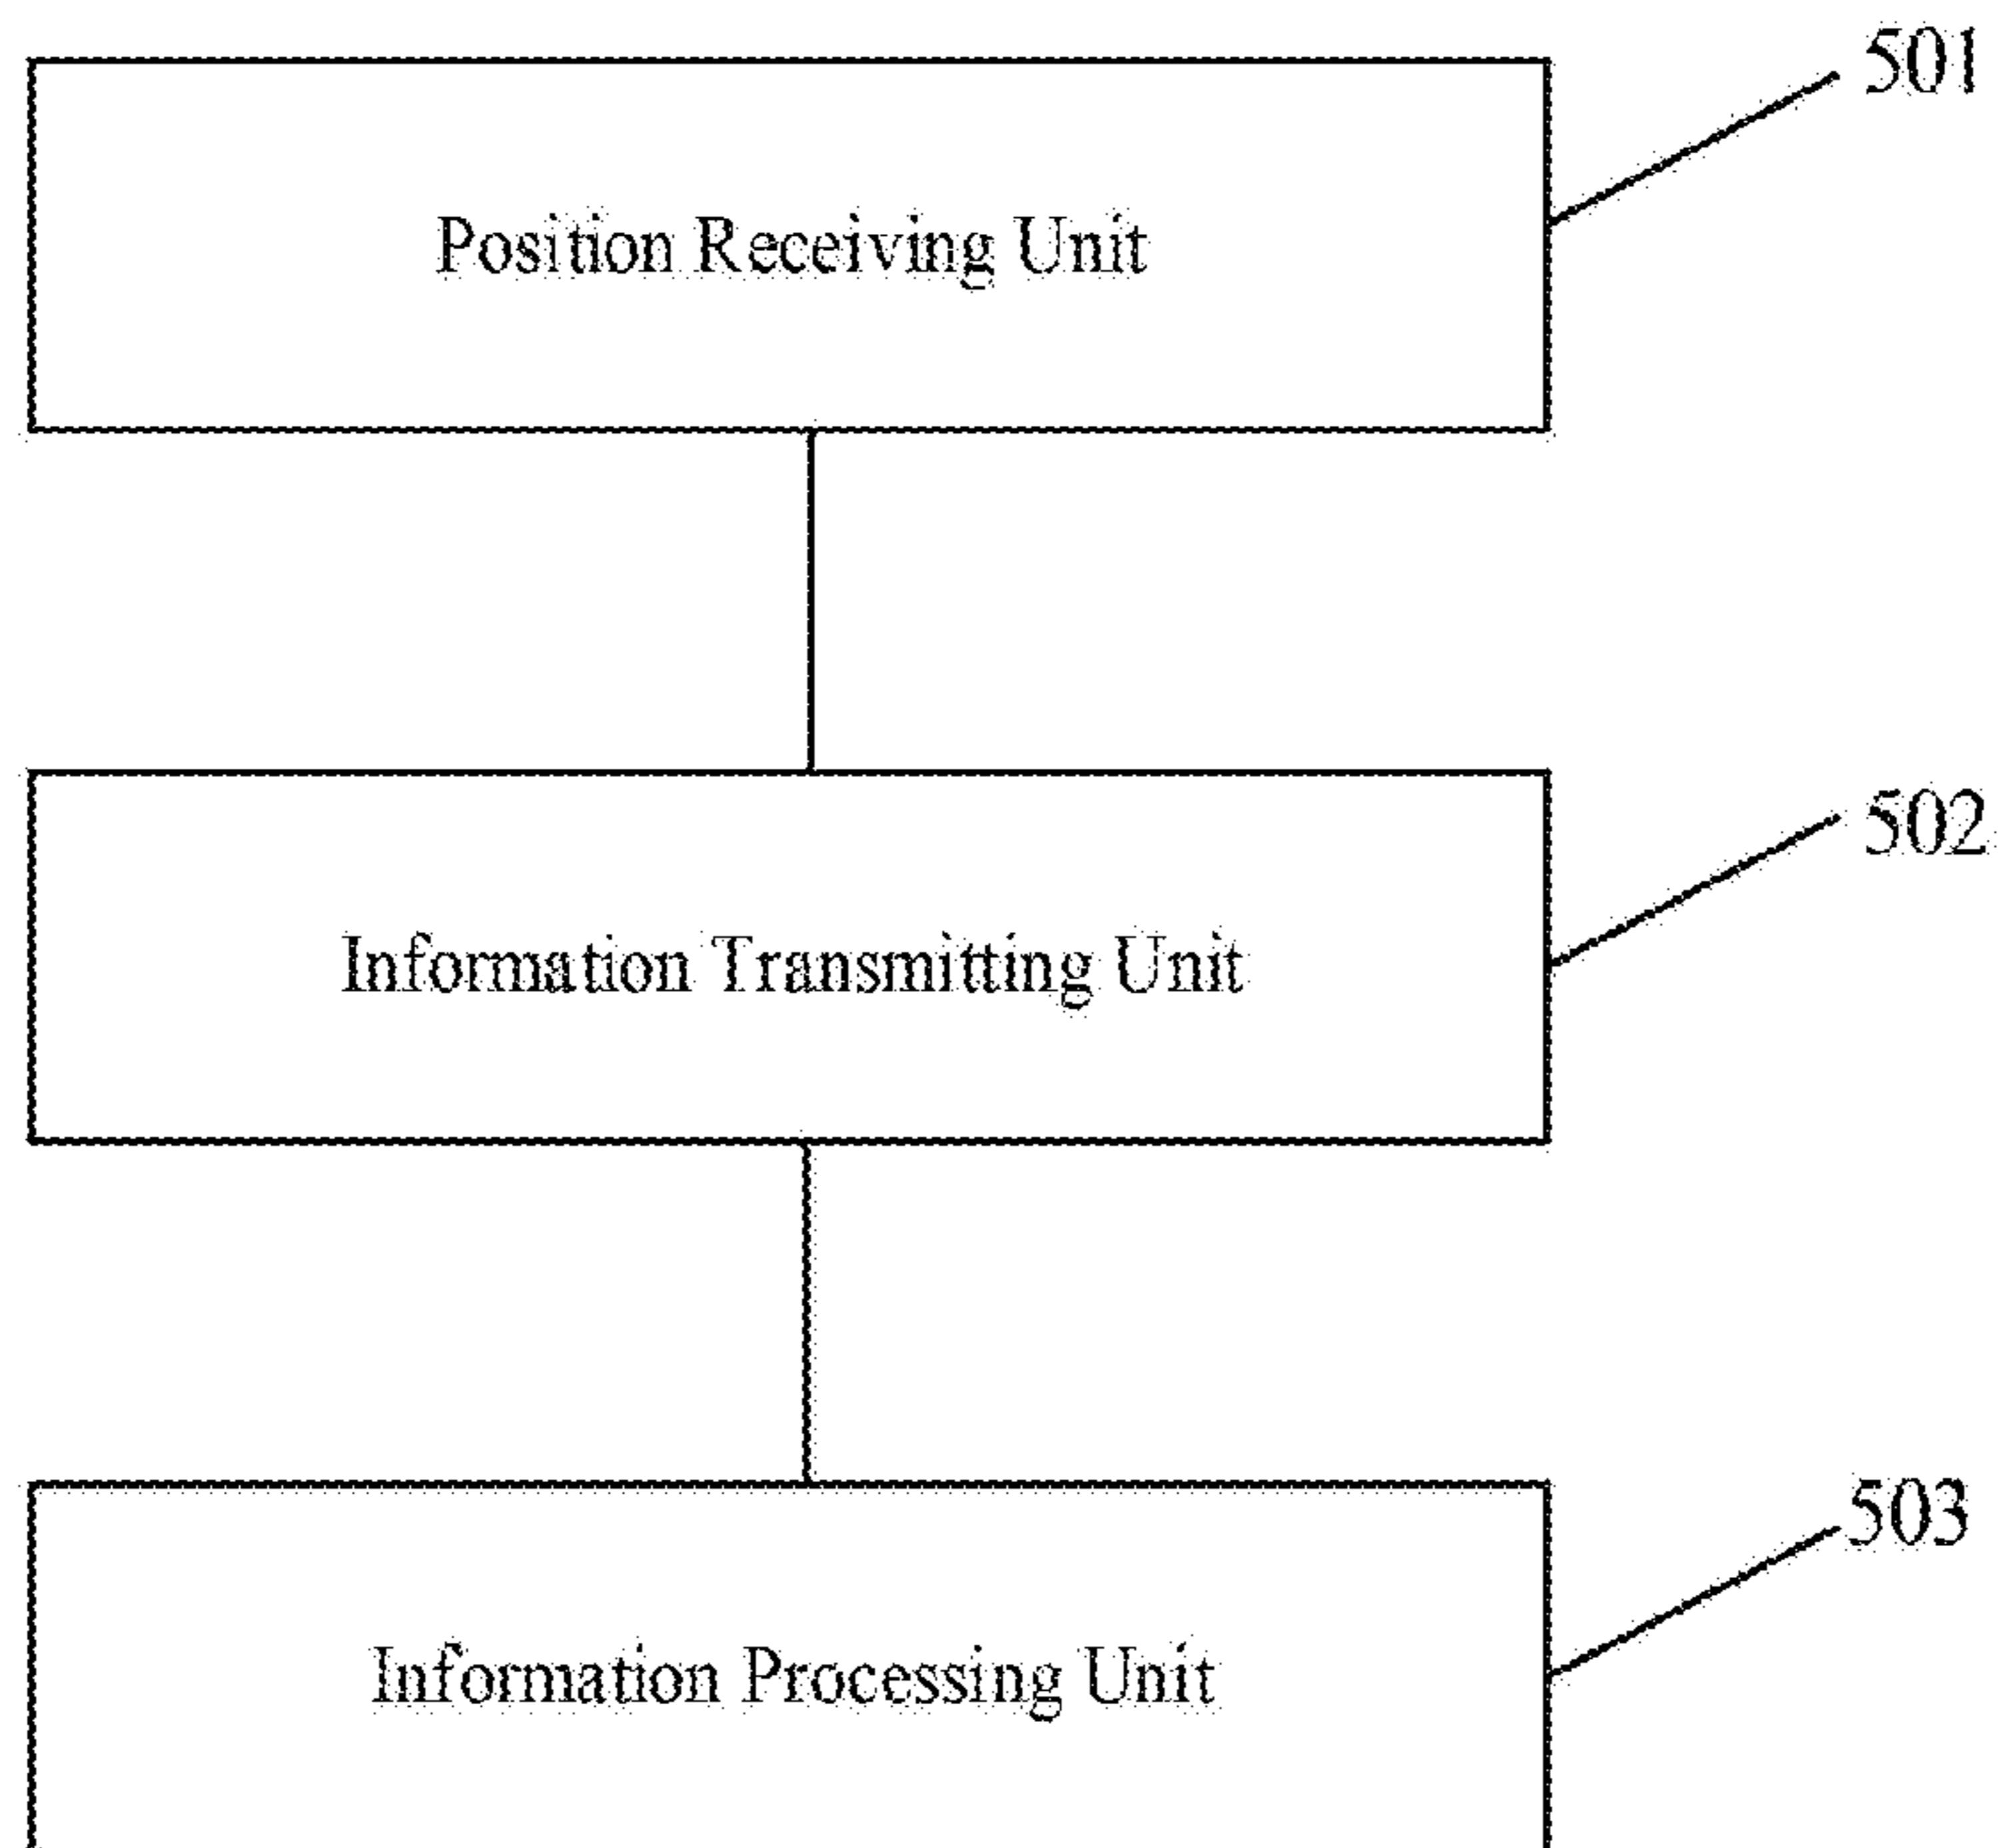 501
Position Receiving Unit
502
Information Transmitting Unit
503
Information Processing Unit